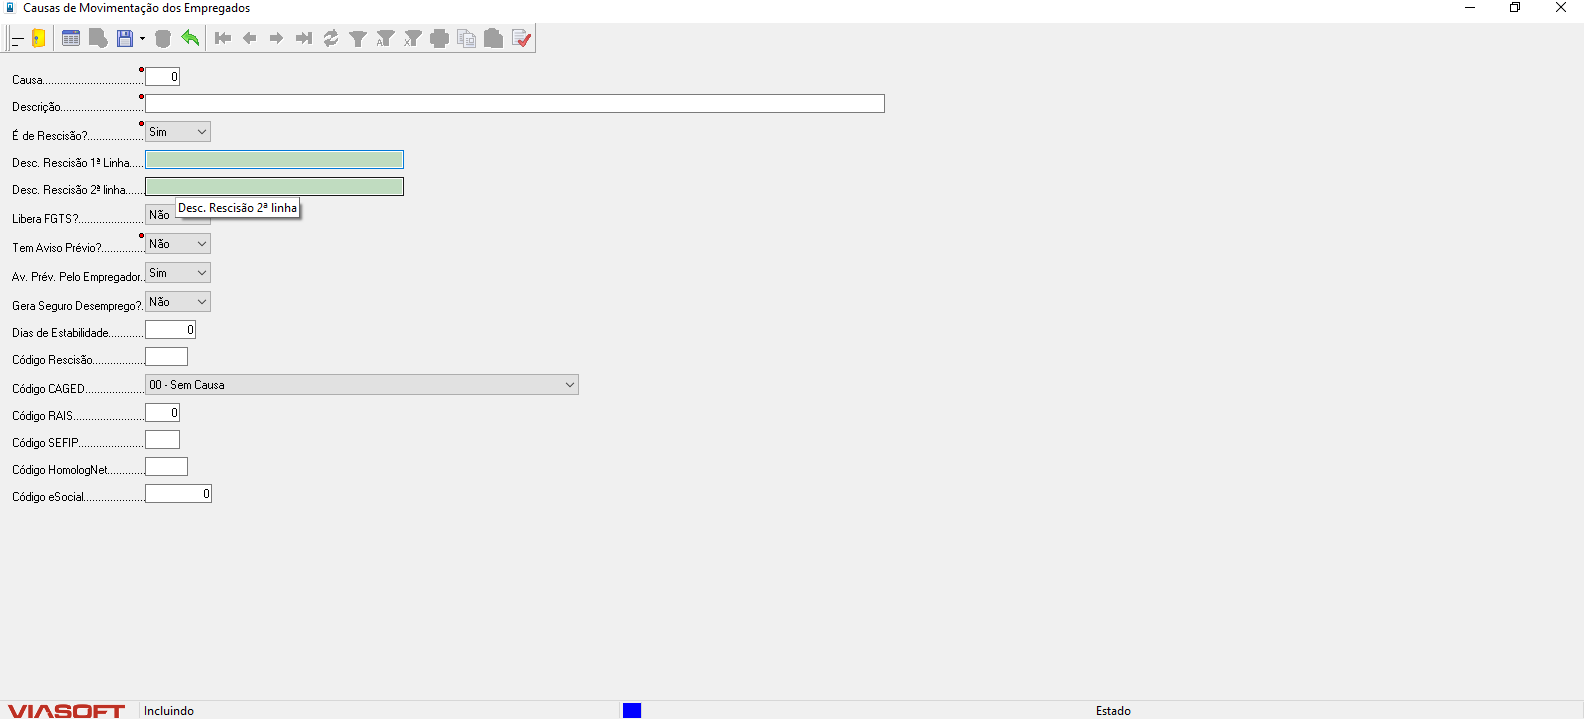 Causas de Movimentação dos Empregados
Causa.................................. 0
Descrição............................
É de Rescisão?................... Sim
Desc. Rescisão 1ª Linha.....
Desc. Rescisão 2ª linha......
Desc. Rescisão 2ª linha
Libera FGTS?...................... Não
Tem Aviso Prévio?............... Não
Av. Prév. Pelo Empregador.. Sim
Gera Seguro Desemprego?. Não
Dias de Estabilidade............ 0
Código Rescisão..................
Código CAGED.................... 00 - Sem Causa
Código RAIS........................ 0
Código SEFIP......................
Código HomologNet.............
Código eSocial..................... 0
VIASOFT Incluindo Estado